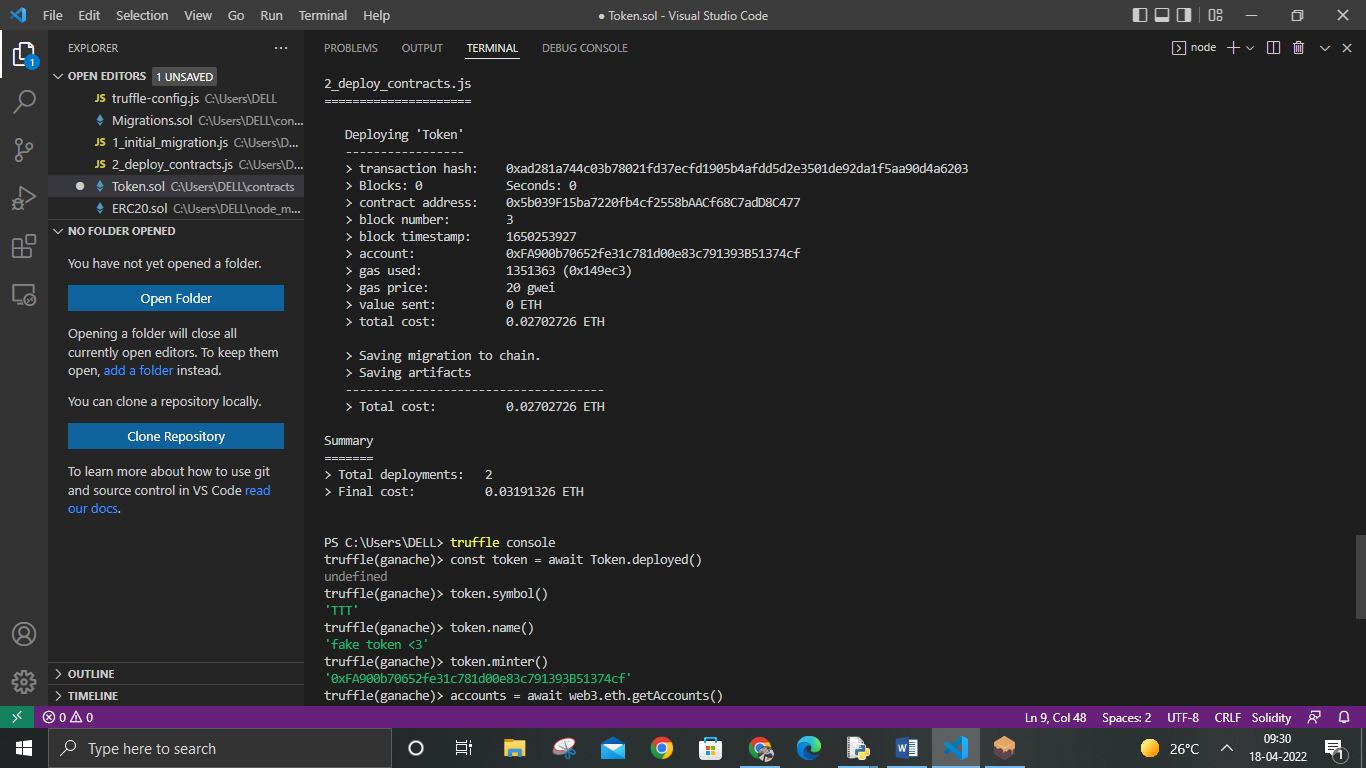 File Edit Selection View Go Run Terminal Help
● Token.sol - Visual Studio Code
EXPLORER
OPEN EDITORS 1 UNSAVED
JS truffle-config.js C:\Users\DELL
Migrations.sol C:\Users\DELL\con...
JS 1_initial_migration.js C:\Users\D...
JS 2_deploy_contracts.js C:\Users\D...
Token.sol C:\Users\DELL\contracts
ERC20.sol C:\Users\DELL\node_m...
NO FOLDER OPENED
You have not yet opened a folder.
Open Folder
Opening a folder will close all
currently open editors. To keep them
open, add a folder instead.
You can clone a repository locally.
Clone Repository
To learn more about how to use git
and source control in VS Code read
our docs.
OUTLINE
TIMELINE
PROBLEMS OUTPUT TERMINAL DEBUG CONSOLE
node
2_deploy_contracts.js
=====================
Deploying 'Token'
-----------------
> transaction hash: 0xad281a744c03b78021fd37ecfd1905b4afdd5d2e3501de92da1f5aa90d4a6203
> Blocks: 0 Seconds: 0
> contract address: 0x5b039F15ba7220fb4cf2558bAACf68C7adD8C477
> block number: 3
> block timestamp: 1650253927
> account: 0xFA900b70652fe31c781d00e83c791393B51374cf
> gas used: 1351363 (0x149ec3)
> gas price: 20 gwei
> value sent: 0 ETH
> total cost: 0.02702726 ETH
> Saving migration to chain.
> Saving artifacts
-------------------------------------
> Total cost: 0.02702726 ETH
Summary
=======
> Total deployments: 2
> Final cost: 0.03191326 ETH
PS C:\Users\DELL> truffle console
truffle(ganache)> const token = await Token.deployed()
undefined
truffle(ganache)> token.symbol()
'TTT'
truffle(ganache)> token.name()
'fake token <3'
truffle(ganache)> token.minter()
'0xFA900b70652fe31c781d00e83c791393B51374cf'
truffle(ganache)> accounts = await web3.eth.getAccounts()
0 0
Ln 9, Col 48 Spaces: 2 UTF-8 CRLF Solidity
Type here to search
26°C
09:30
18-04-2022
1